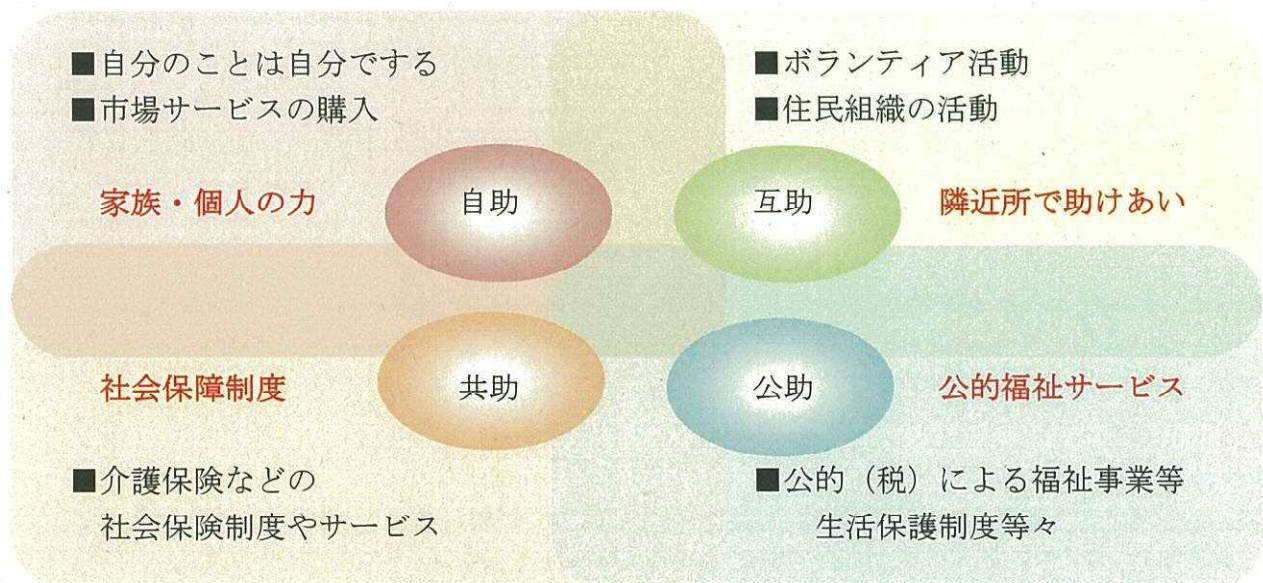 ■自分のことは自分でする
■市場サービスの購入
家族・個人の力
自助
■ボランティア活動
■住民組織の活動
互助
隣近所で助けあい
社会保障制度
共助
■介護保険などの
社会保険制度やサービス
公助
公的福祉サービス
■公的（税）による福祉事業等
生活保護制度等々